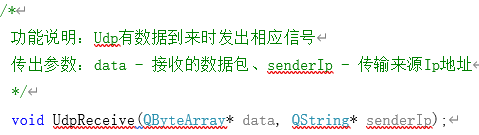 /*
功能说明：Udp有数据到来时发出相应信号
传出参数：data - 接收的数据包、senderIp - 传输来源Ip地址
*/
void UdpReceive(QByteArray* data, QString* senderIp);